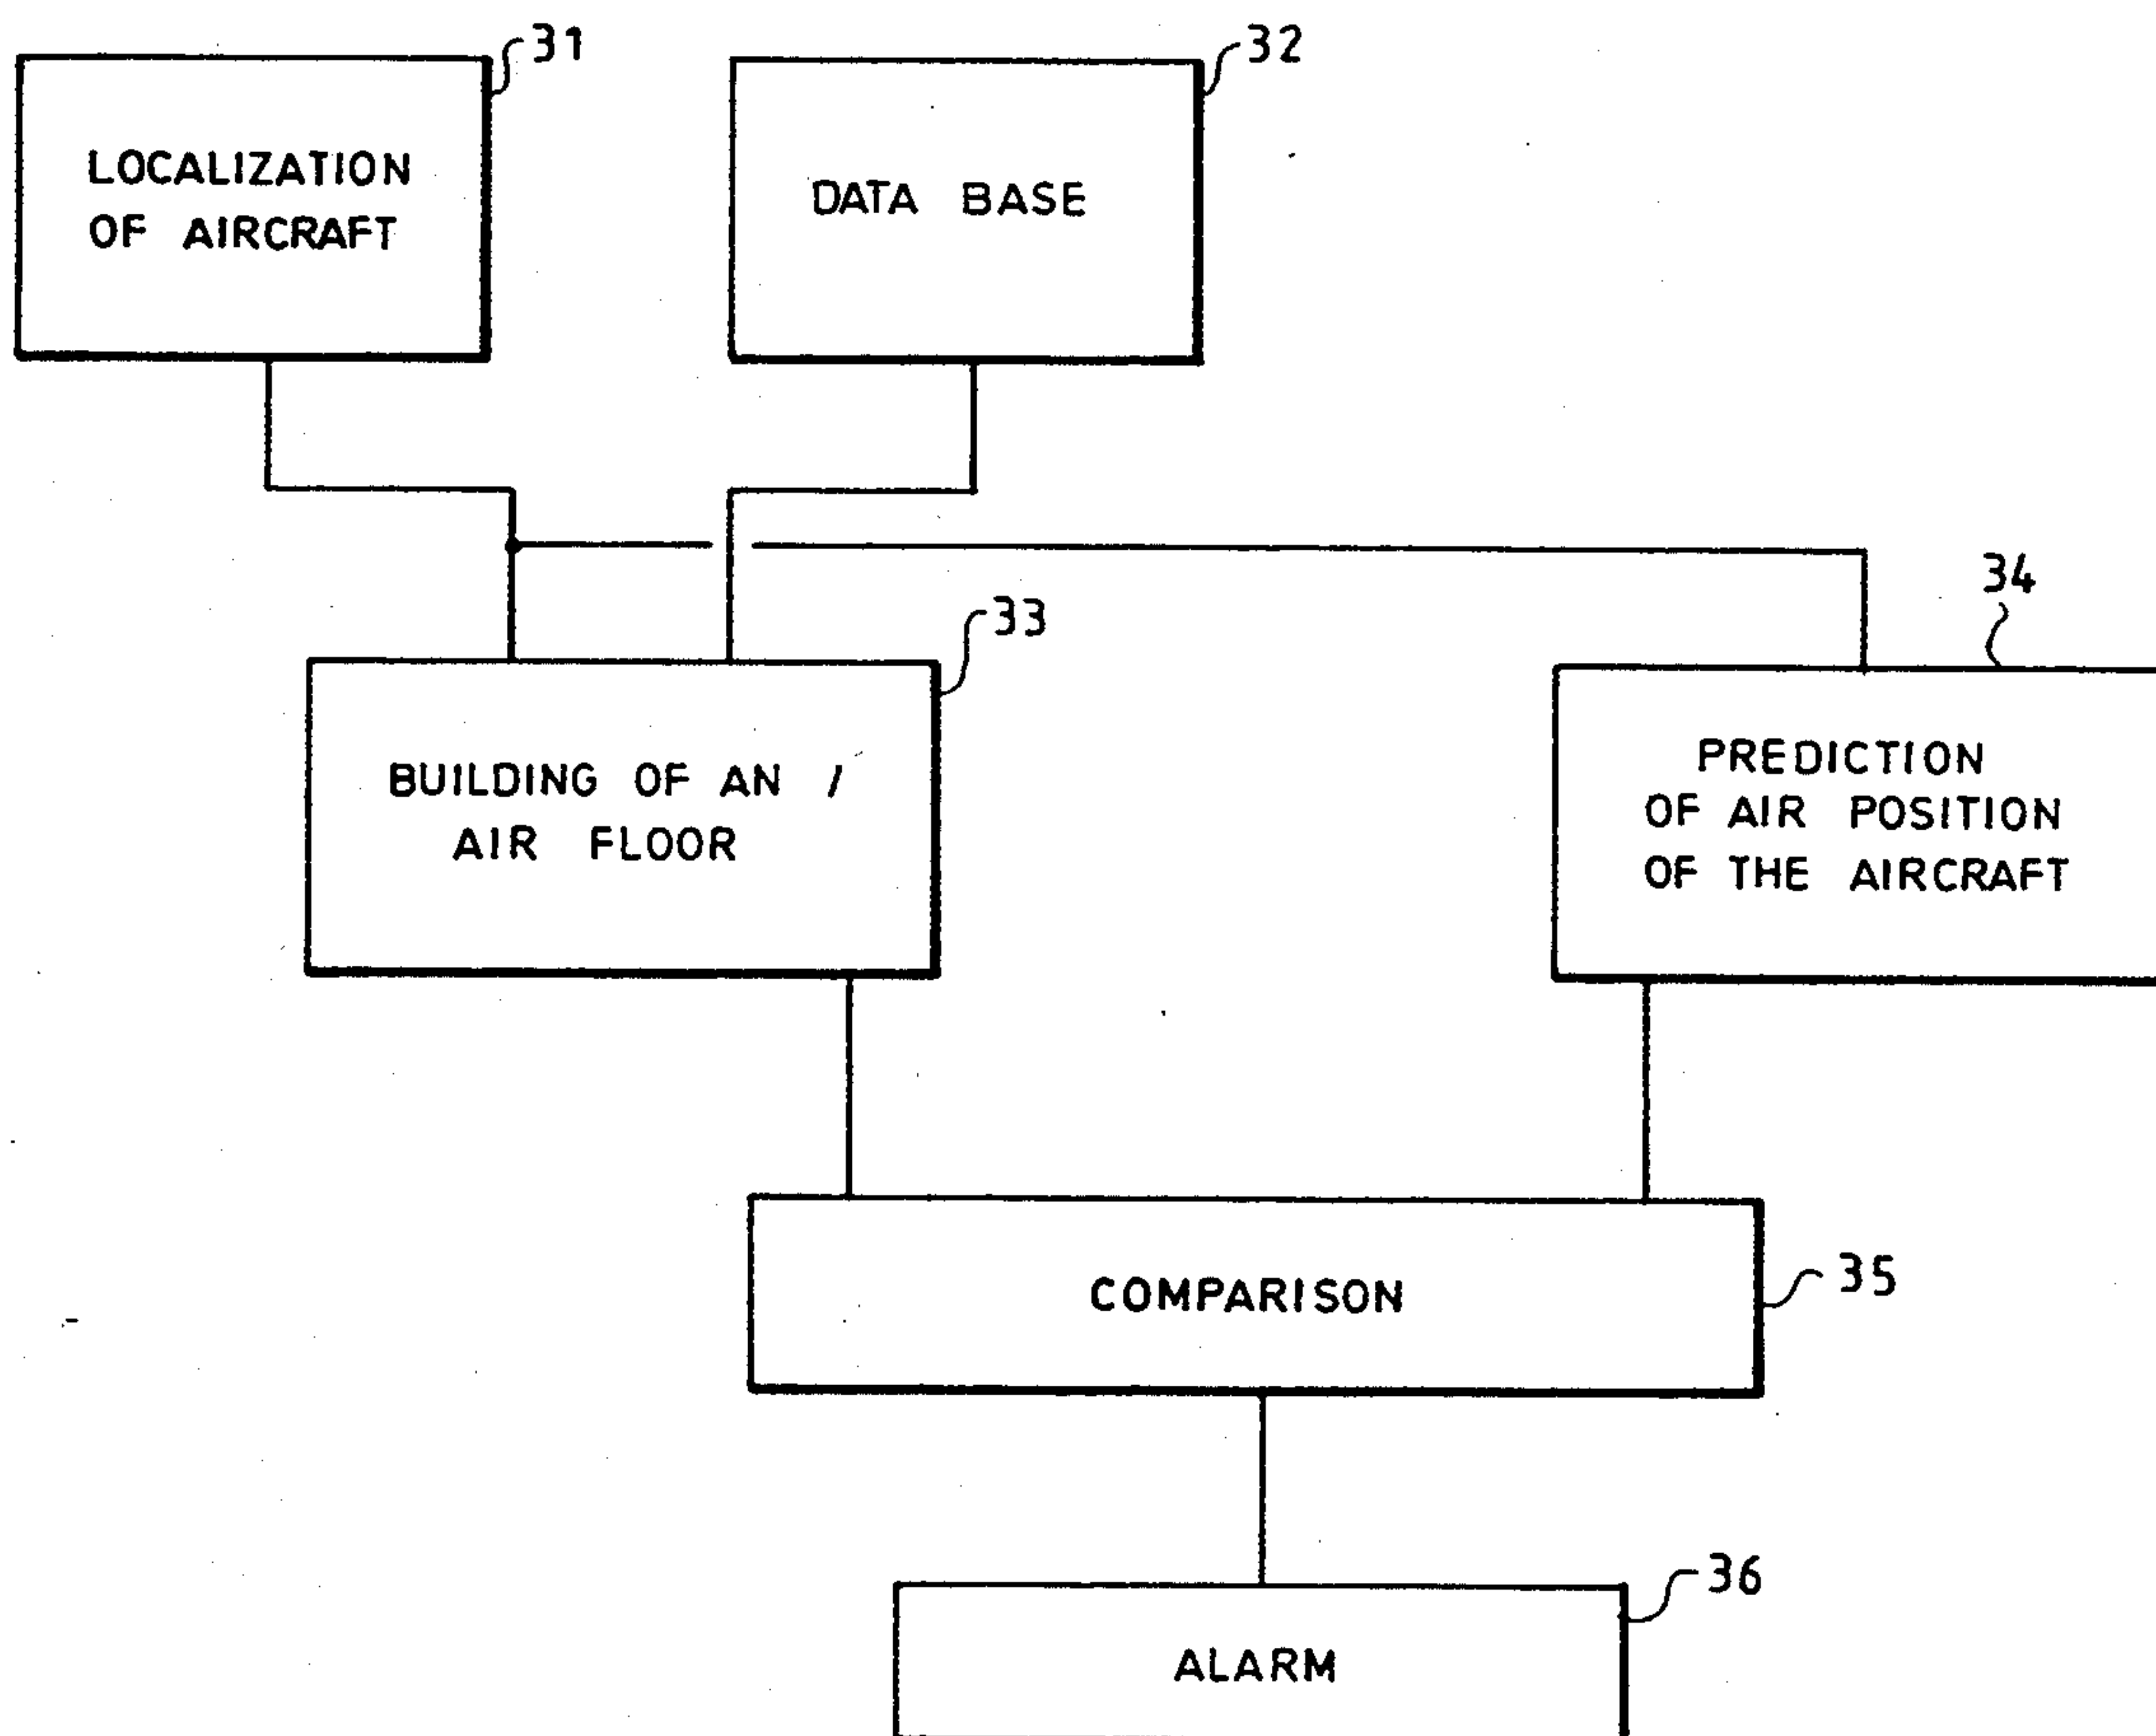 31
32
LOCALIZATION
OF AIRCRAFT
DATA BASE
33
34
BUILDING OF AN /
AIR FLOOR
PREDICTION
OF AIR POSITION
OF THE AIRCRAFT
COMPARISON
35
36
ALARM